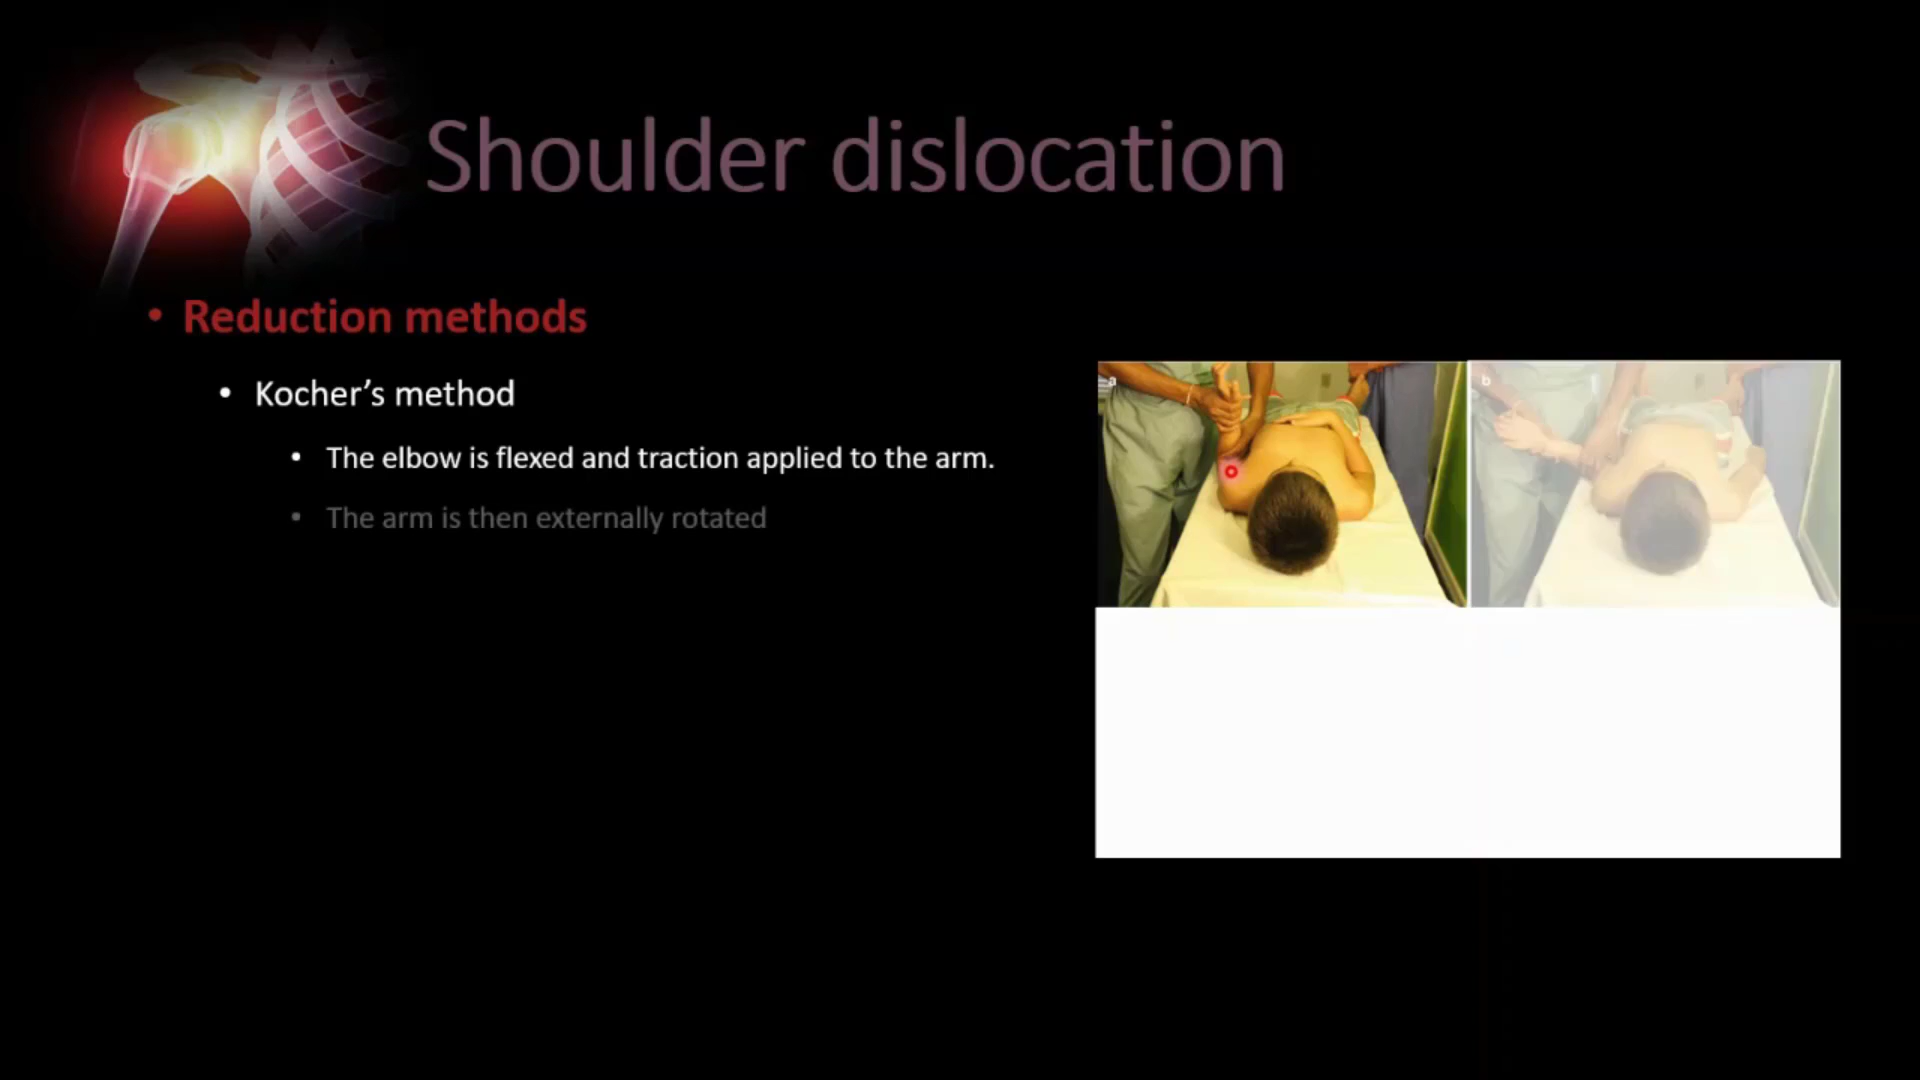 Shoulder dislocation
• Reduction methods
• Kocher’s method
• The elbow is flexed and traction applied to the arm.
• The arm is then externally rotated
a
b